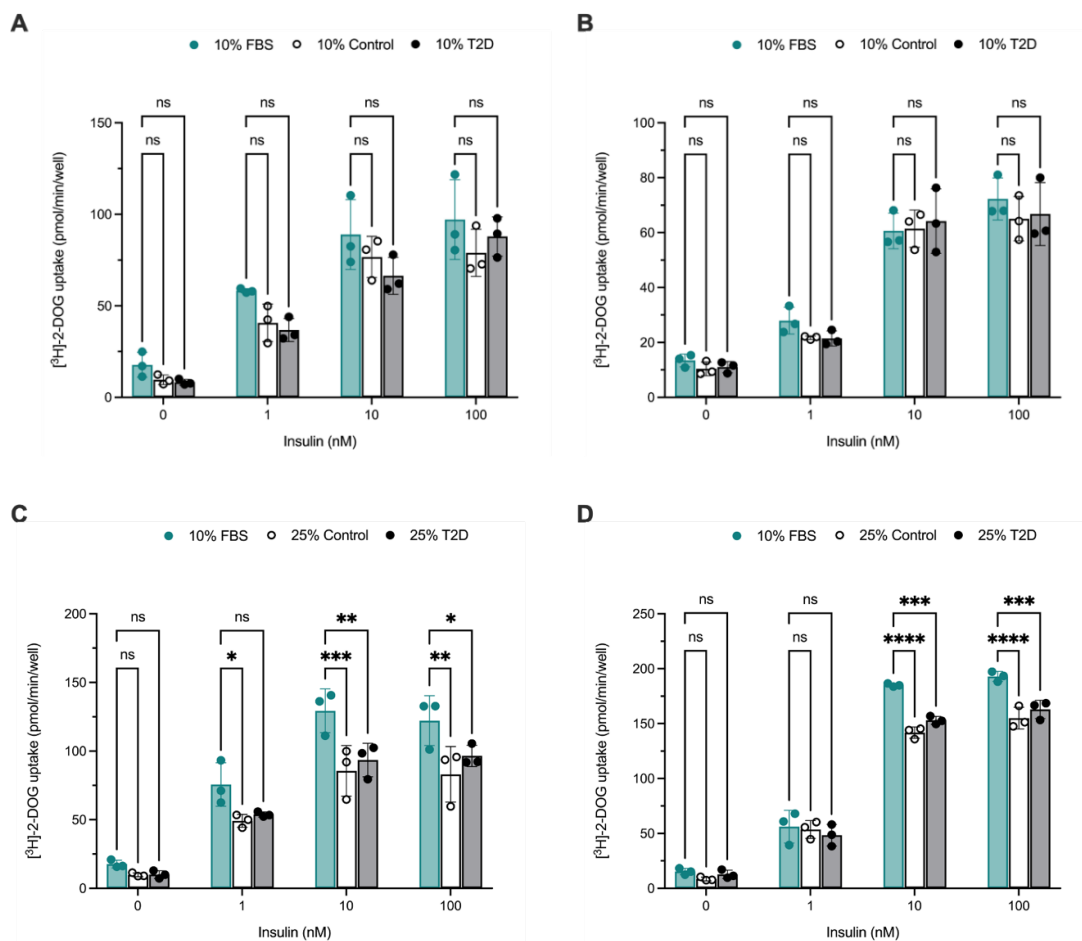 A
10% FBS 10% Control 10% T2D
ns ns ns ns
ns ns ns ns
150
100
50
0
[³H]-2-DOG uptake (pmol/min/well)
0 1 10 100
Insulin (nM)
B
10% FBS 10% Control 10% T2D
ns ns ns ns
ns ns ns ns
100
80
60
40
20
0
[³H]-2-DOG uptake (pmol/min/well)
0 1 10 100
Insulin (nM)
C
10% FBS 25% Control 25% T2D
ns ns ** *
ns * *** **
200
150
100
50
0
[³H]-2-DOG uptake (pmol/min/well)
0 1 10 100
Insulin (nM)
D
10% FBS 25% Control 25% T2D
ns ns *** ***
ns ns **** ****
250
200
150
100
50
0
[³H]-2-DOG uptake (pmol/min/well)
0 1 10 100
Insulin (nM)